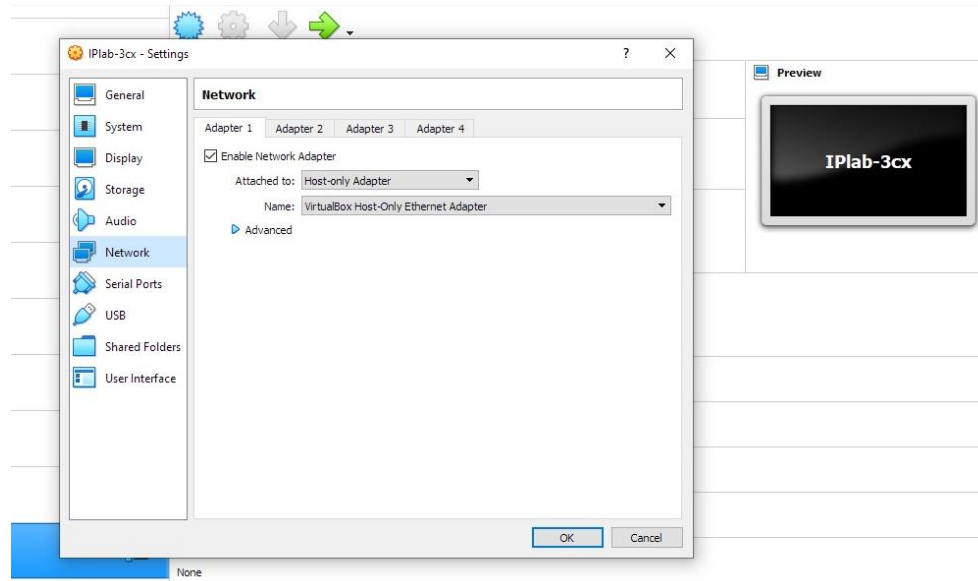 IPlab-3cx - Settings
?
X
General
System
Display
Storage
Audio
Network
Serial Ports
USB
Shared Folders
User Interface
Network
Adapter 1 Adapter 2 Adapter 3 Adapter 4
Enable Network Adapter
Attached to: Host-only Adapter
Name: VirtualBox Host-Only Ethernet Adapter
Advanced
OK Cancel
Preview
IPlab-3cx
None